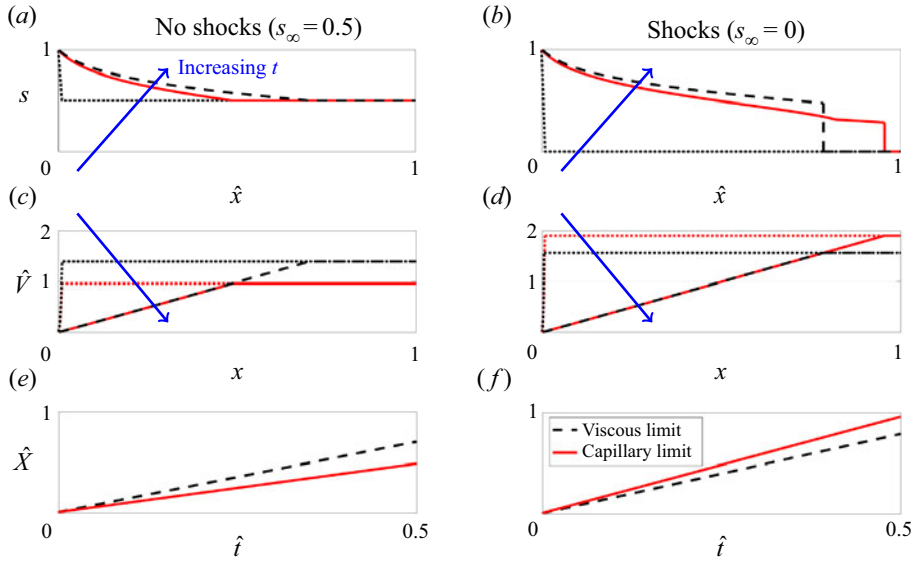 (a) No shocks (s∞ = 0.5)
1
s
Increasing t
0 1
x̂
(b) Shocks (s∞ = 0)
1
0 1
x̂
(c)
2
V̂
1
0 1
x
(d)
2
1
0 1
x
(e)
1
X̂
0 0.5
t̂
(f)
1
Viscous limit
Capillary limit
0 0.5
t̂